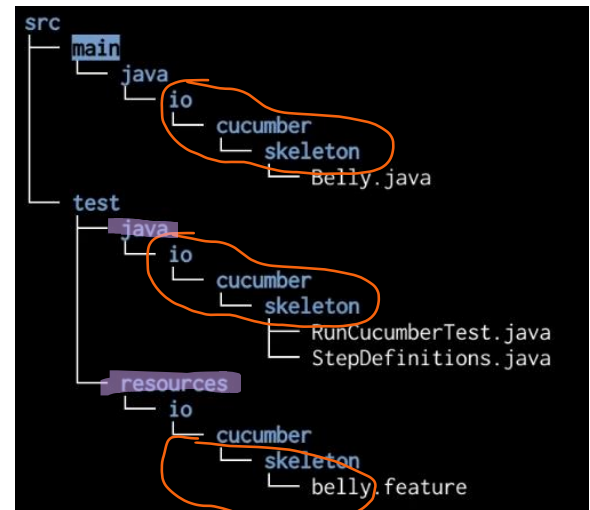 src
main
java
io
cucumber
skeleton
Belly.java
test
java
io
cucumber
skeleton
RunCucumberTest.java
StepDefinitions.java
resources
io
cucumber
skeleton
belly.feature